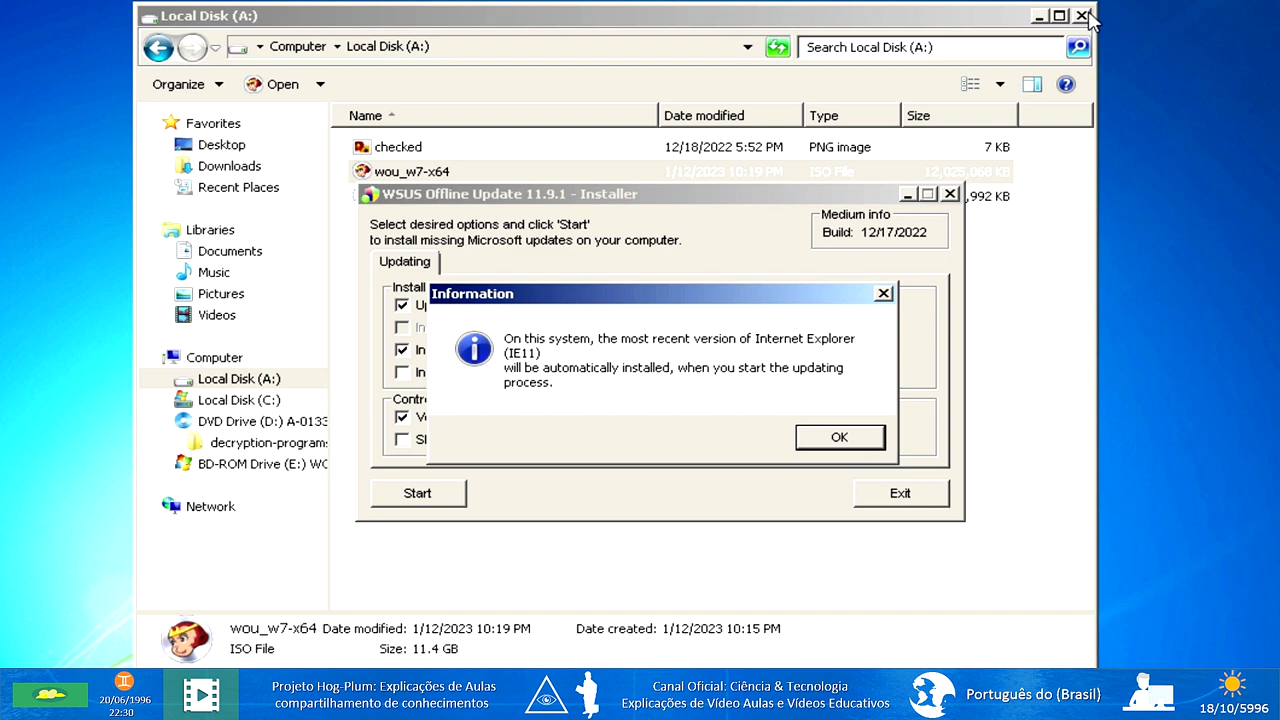 Local Disk (A:)
Computer
Local Disk (A:)
Search Local Disk (A:)
Organize
Open
Name
Date modified
Type
Size
Favorites
Desktop
Downloads
Recent Places
Libraries
Documents
Music
Pictures
Videos
Computer
Local Disk (A:)
Local Disk (C:)
DVD Drive (D:) A-0133
decryption-program
BD-ROM Drive (E:) WO
Network
checked 12/18/2022 5:52 PM PNG image 7 KB
wou_w7-x64 1/12/2023 10:19 PM ISO File 12,025,068 KB
,992 KB
WSUS Offline Update 11.9.1 - Installer
Select desired options and click 'Start'
to install missing Microsoft updates on your computer.
Medium info
Build: 12/17/2022
Updating
Install
In
In
Contr
Information
On this system, the most recent version of Internet Explorer
(IE11)
will be automatically installed, when you start the updating
process.
OK
Start
Exit
wou_w7-x64 Date modified: 1/12/2023 10:19 PM Date created: 1/12/2023 10:15 PM
ISO File Size: 11.4 GB
20/06/1996
22:30
Projeto Hog-Plum: Explicações de Aulas
compartilhamento de conhecimentos
Canal Oficial: Ciência & Tecnologia
Explicações de Vídeo Aulas e Vídeos Educativos
Português do (Brasil)
18/10/5996